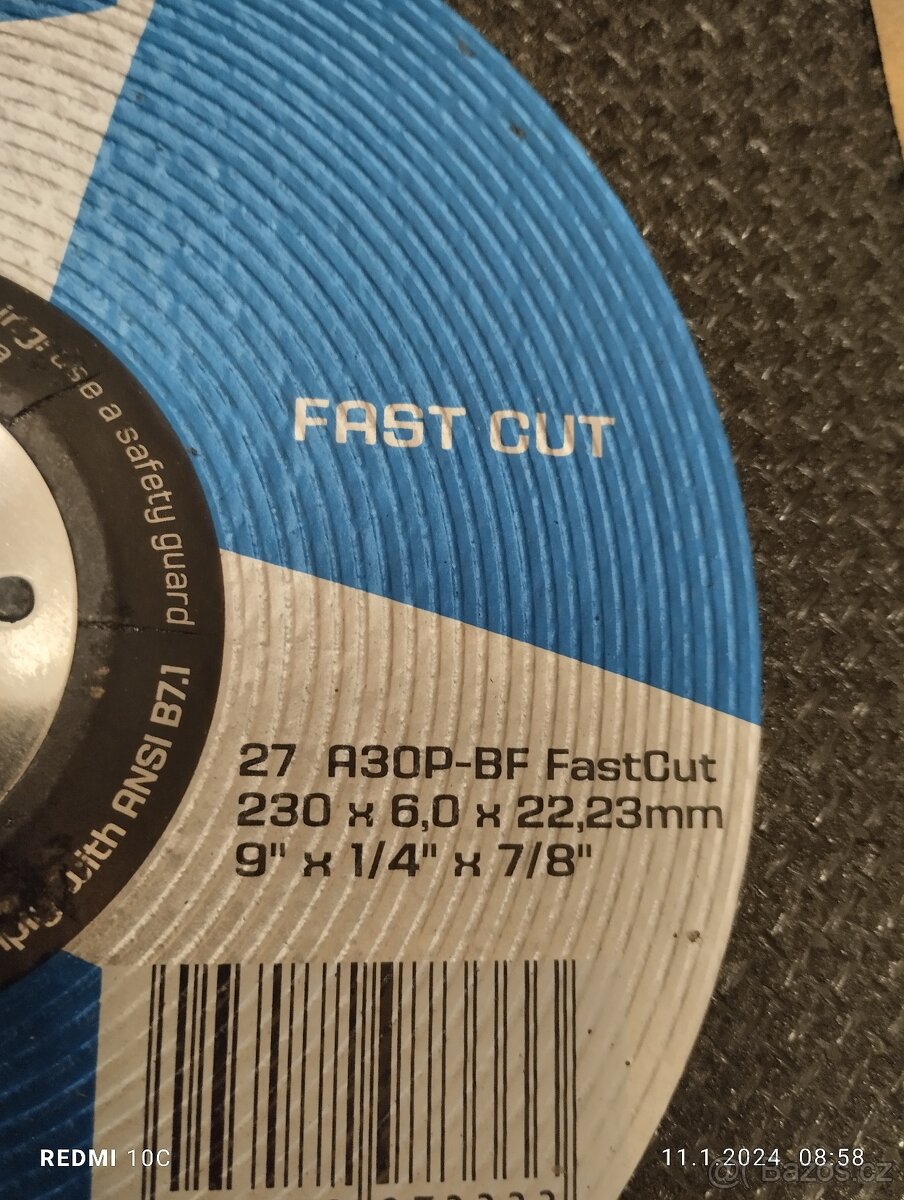 use a safety guard
with ANSI B7.1
FAST CUT
27 A30P-BF FastCut
230 x 6,0 x 22,23mm
9" x 1/4" x 7/8"
REDMI 10C
11.1.2024 08:58
@ Bazos.cz